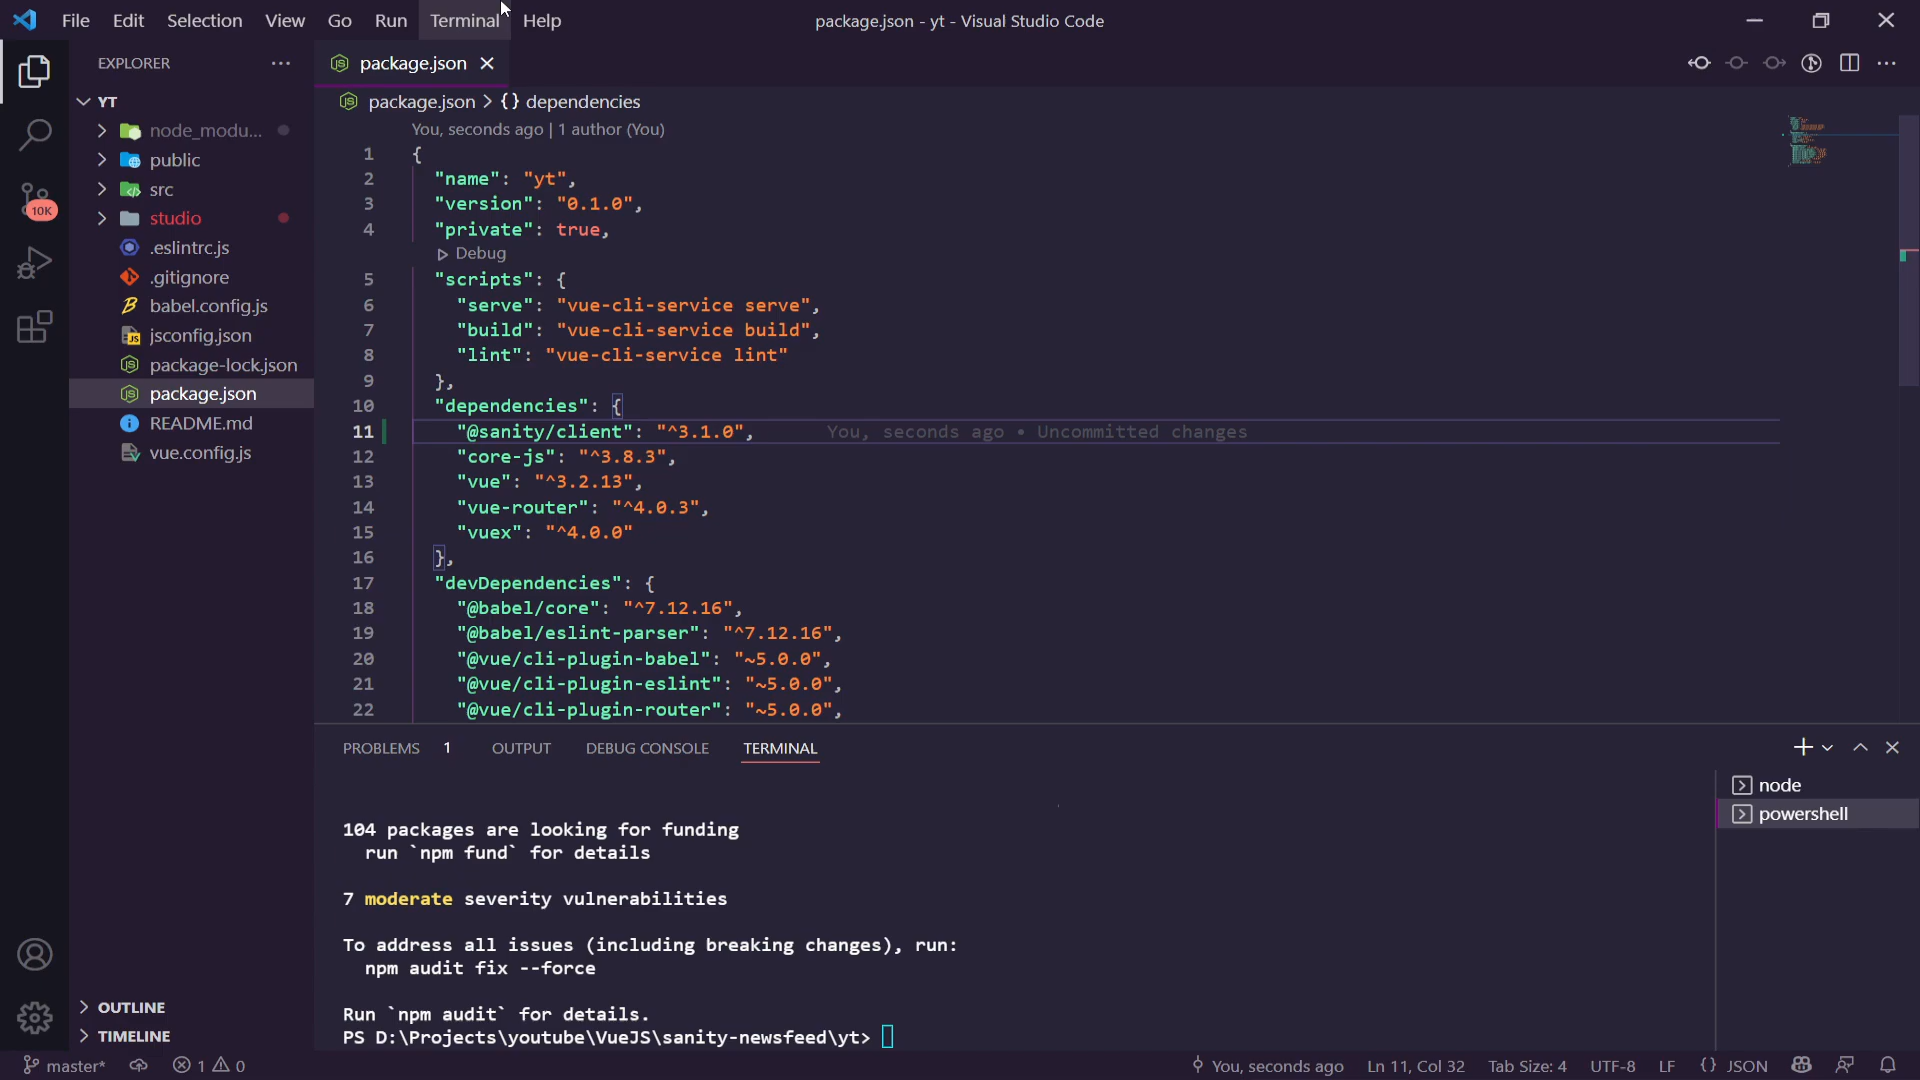 File Edit Selection View Go Run Terminal Help
package.json - yt - Visual Studio Code
EXPLORER
package.json
YT
package.json > {} dependencies
node_modu...
public
src
studio
.eslintrc.js
.gitignore
babel.config.js
jsconfig.json
package-lock.json
package.json
README.md
vue.config.js
10K
OUTLINE
TIMELINE
You, seconds ago | 1 author (You)
1 {
2 "name": "yt",
3 "version": "0.1.0",
4 "private": true,
Debug
5 "scripts": {
6 "serve": "vue-cli-service serve",
7 "build": "vue-cli-service build",
8 "lint": "vue-cli-service lint"
9 },
10 "dependencies": {
11 "@sanity/client": "^3.1.0", You, seconds ago • Uncommitted changes
12 "core-js": "^3.8.3",
13 "vue": "^3.2.13",
14 "vue-router": "^4.0.3",
15 "vuex": "^4.0.0"
16 },
17 "devDependencies": {
18 "@babel/core": "^7.12.16",
19 "@babel/eslint-parser": "^7.12.16",
20 "@vue/cli-plugin-babel": "~5.0.0",
21 "@vue/cli-plugin-eslint": "~5.0.0",
22 "@vue/cli-plugin-router": "~5.0.0",
PROBLEMS 1 OUTPUT DEBUG CONSOLE TERMINAL
node
powershell
104 packages are looking for funding
run `npm fund` for details
7 moderate severity vulnerabilities
To address all issues (including breaking changes), run:
npm audit fix --force
Run `npm audit` for details.
PS D:\Projects\youtube\VueJS\sanity-newsfeed\yt>
master* 1 0 You, seconds ago Ln 11, Col 32 Tab Size: 4 UTF-8 LF {} JSON